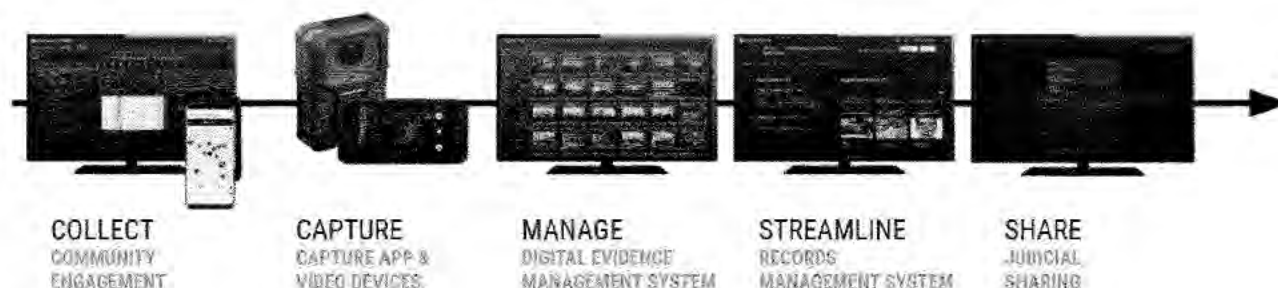 COLLECT
COMMUNITY
ENGAGEMENT
CAPTURE
CAPTURE APP &
VIDEO DEVICES
MANAGE
DIGITAL EVIDENCE
MANAGEMENT SYSTEM
STREAMLINE
RECORDS
MANAGEMENT SYSTEM
SHARE
JUDICIAL
SHARING